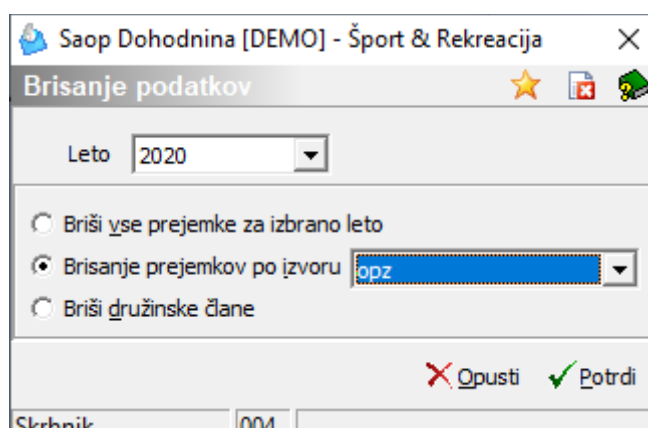 Saop Dohodnina [DEMO] - Šport & Rekreacija
Brisanje podatkov
Leto 2020
Briši vse prejemke za izbrano leto
Brisanje prejemkov po izvoru opz
Briši družinske člane
Opusti Potrdi
Skrbnik 004